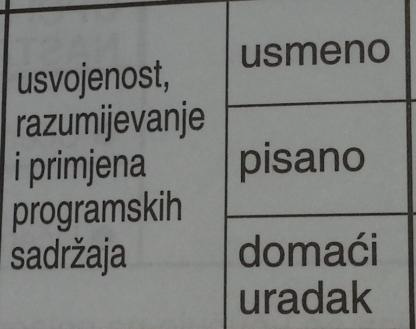 usvojenost,
razumijevanje
i primjena
programskih
sadržaja
usmeno
pisano
domaći
uradak